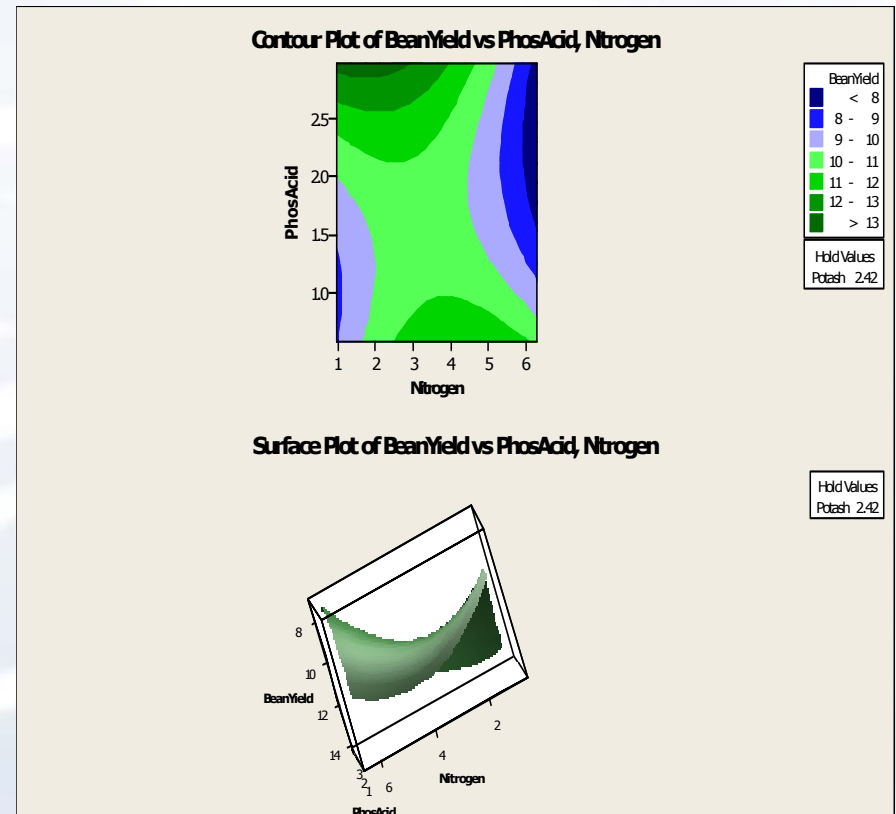 Contour Plot of BeanYield vs PhosAcid, Nitrogen
BeanYield
< 8
8 - 9
9 - 10
10 - 11
11 - 12
12 - 13
> 13
Hold Values
Potash 2.42
2.5
2.0
1.5
1.0
PhosAcid
1 2 3 4 5 6
Nitrogen
Surface Plot of BeanYield vs PhosAcid, Nitrogen
Hold Values
Potash 2.42
8
10
BeanYield
12
14
2
4
Nitrogen
3
2
1
6
PhosAcid